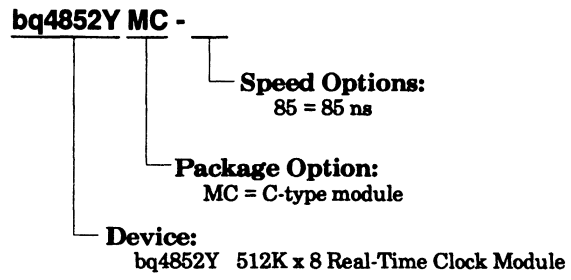 bq4852Y MC -
Speed Options:
85 = 85 ns
Package Option:
MC = C-type module
Device:
bq4852Y 512K x 8 Real-Time Clock Module